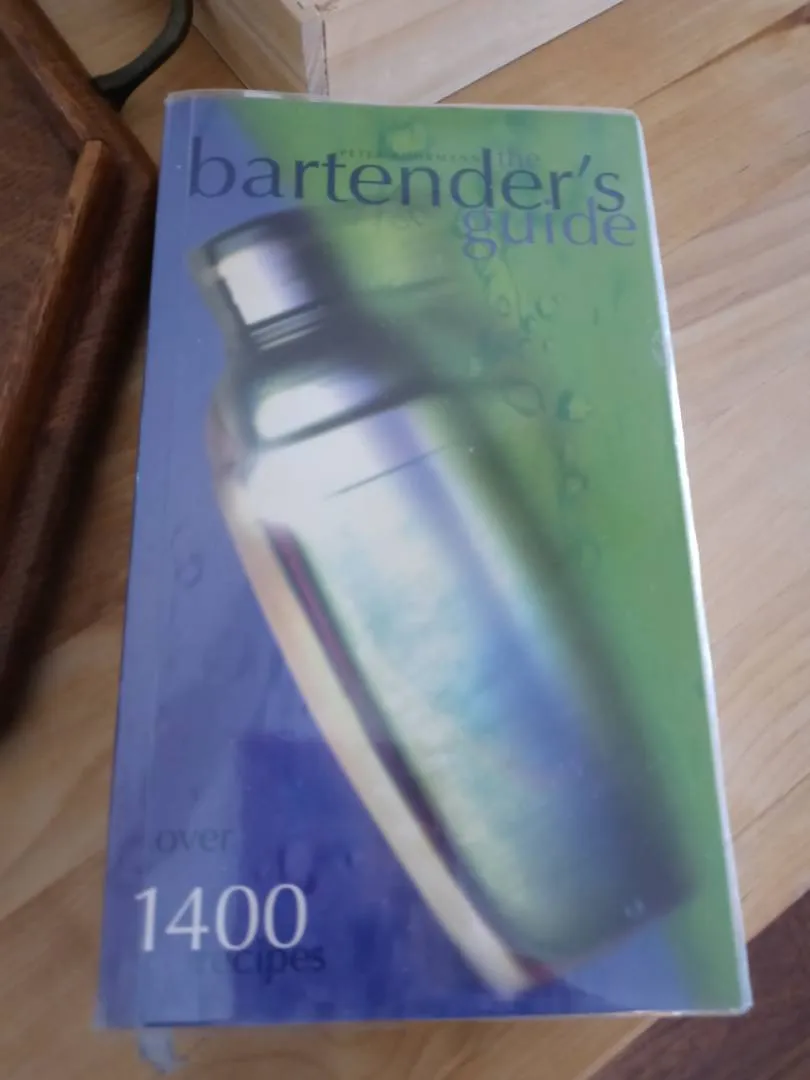 the
bartender's
guide
over
1400
recipes